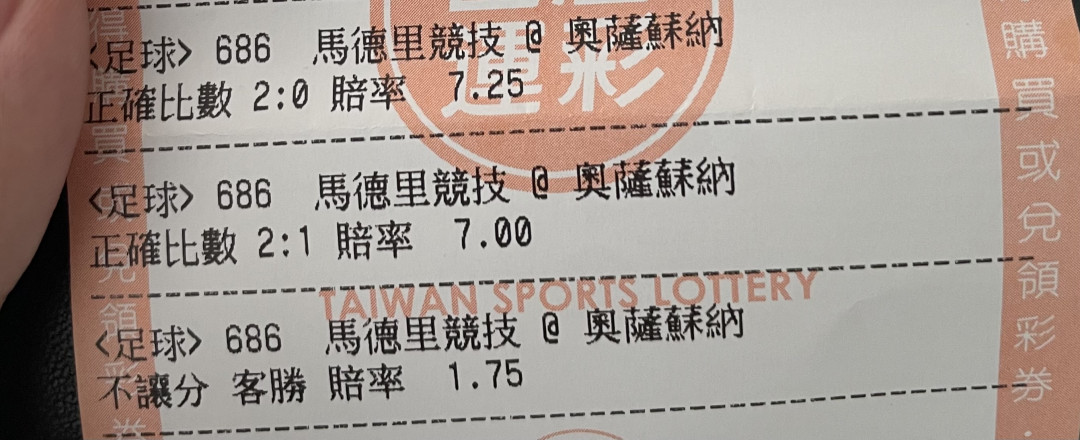 <足球> 686 馬德里競技 @ 奧薩蘇納
正確比數 2:0 賠率 7.25
運彩
<足球> 686 馬德里競技 @ 奧薩蘇納
正確比數 2:1 賠率 7.00
TAIWAN SPORTS LOTTERY
<足球> 686 馬德里競技 @ 奧薩蘇納
不讓分 客勝 賠率 1.75
購買或兌領彩券